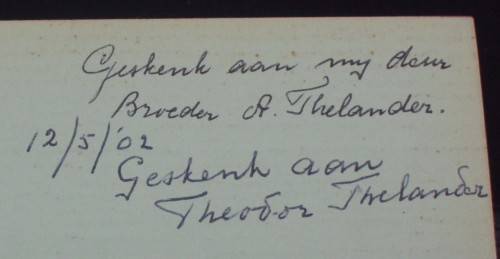 Geskenk aan my deur
Broeder A. Thelander.
12/5/'02
Geskenk aan
Theodor Thelander